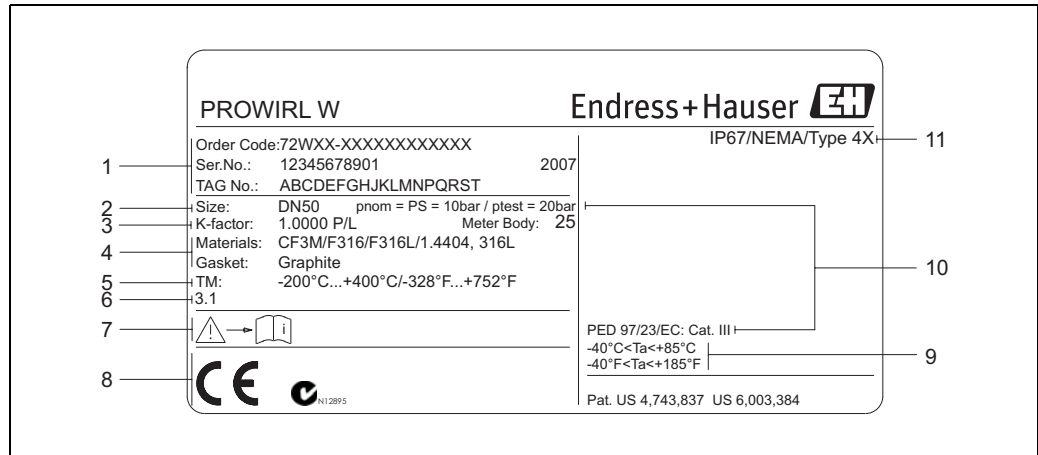 PROWIRL W
Endress+Hauser EH
IP67/NEMA/Type 4X
11
1
Order Code:72WXX-XXXXXXXXXXXX
Ser.No.: 12345678901 2007
TAG No.: ABCDEFGHJKLMNPQRST
2
Size: DN50 pnom = PS = 10bar / ptest = 20bar
3
K-factor: 1.0000 P/L Meter Body: 25
4
Materials: CF3M/F316/F316L/1.4404, 316L
Gasket: Graphite
10
5
TM: -200°C...+400°C/-328°F...+752°F
6
3.1
7
i
PED 97/23/EC: Cat. III
-40°C<Ta<+85°C
-40°F<Ta<+185°F
9
8
CE
N12895
Pat. US 4,743,837 US 6,003,384